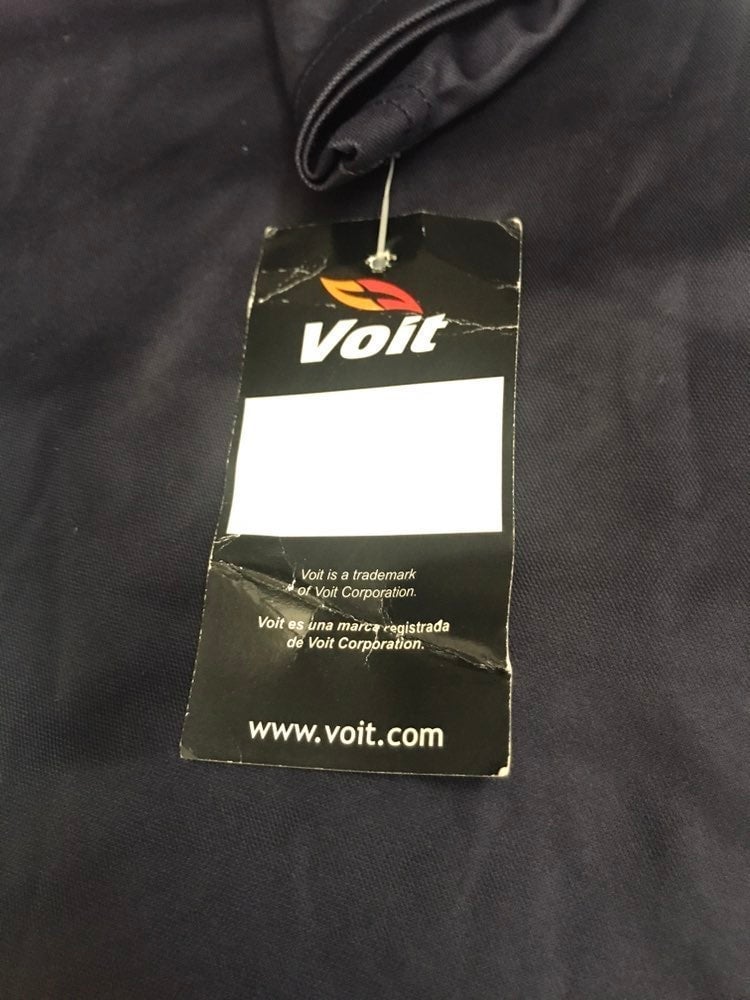 Voit
Voit is a trademark
of Voit Corporation.
Voit es una marca registrada
de Voit Corporation.
www.voit.com